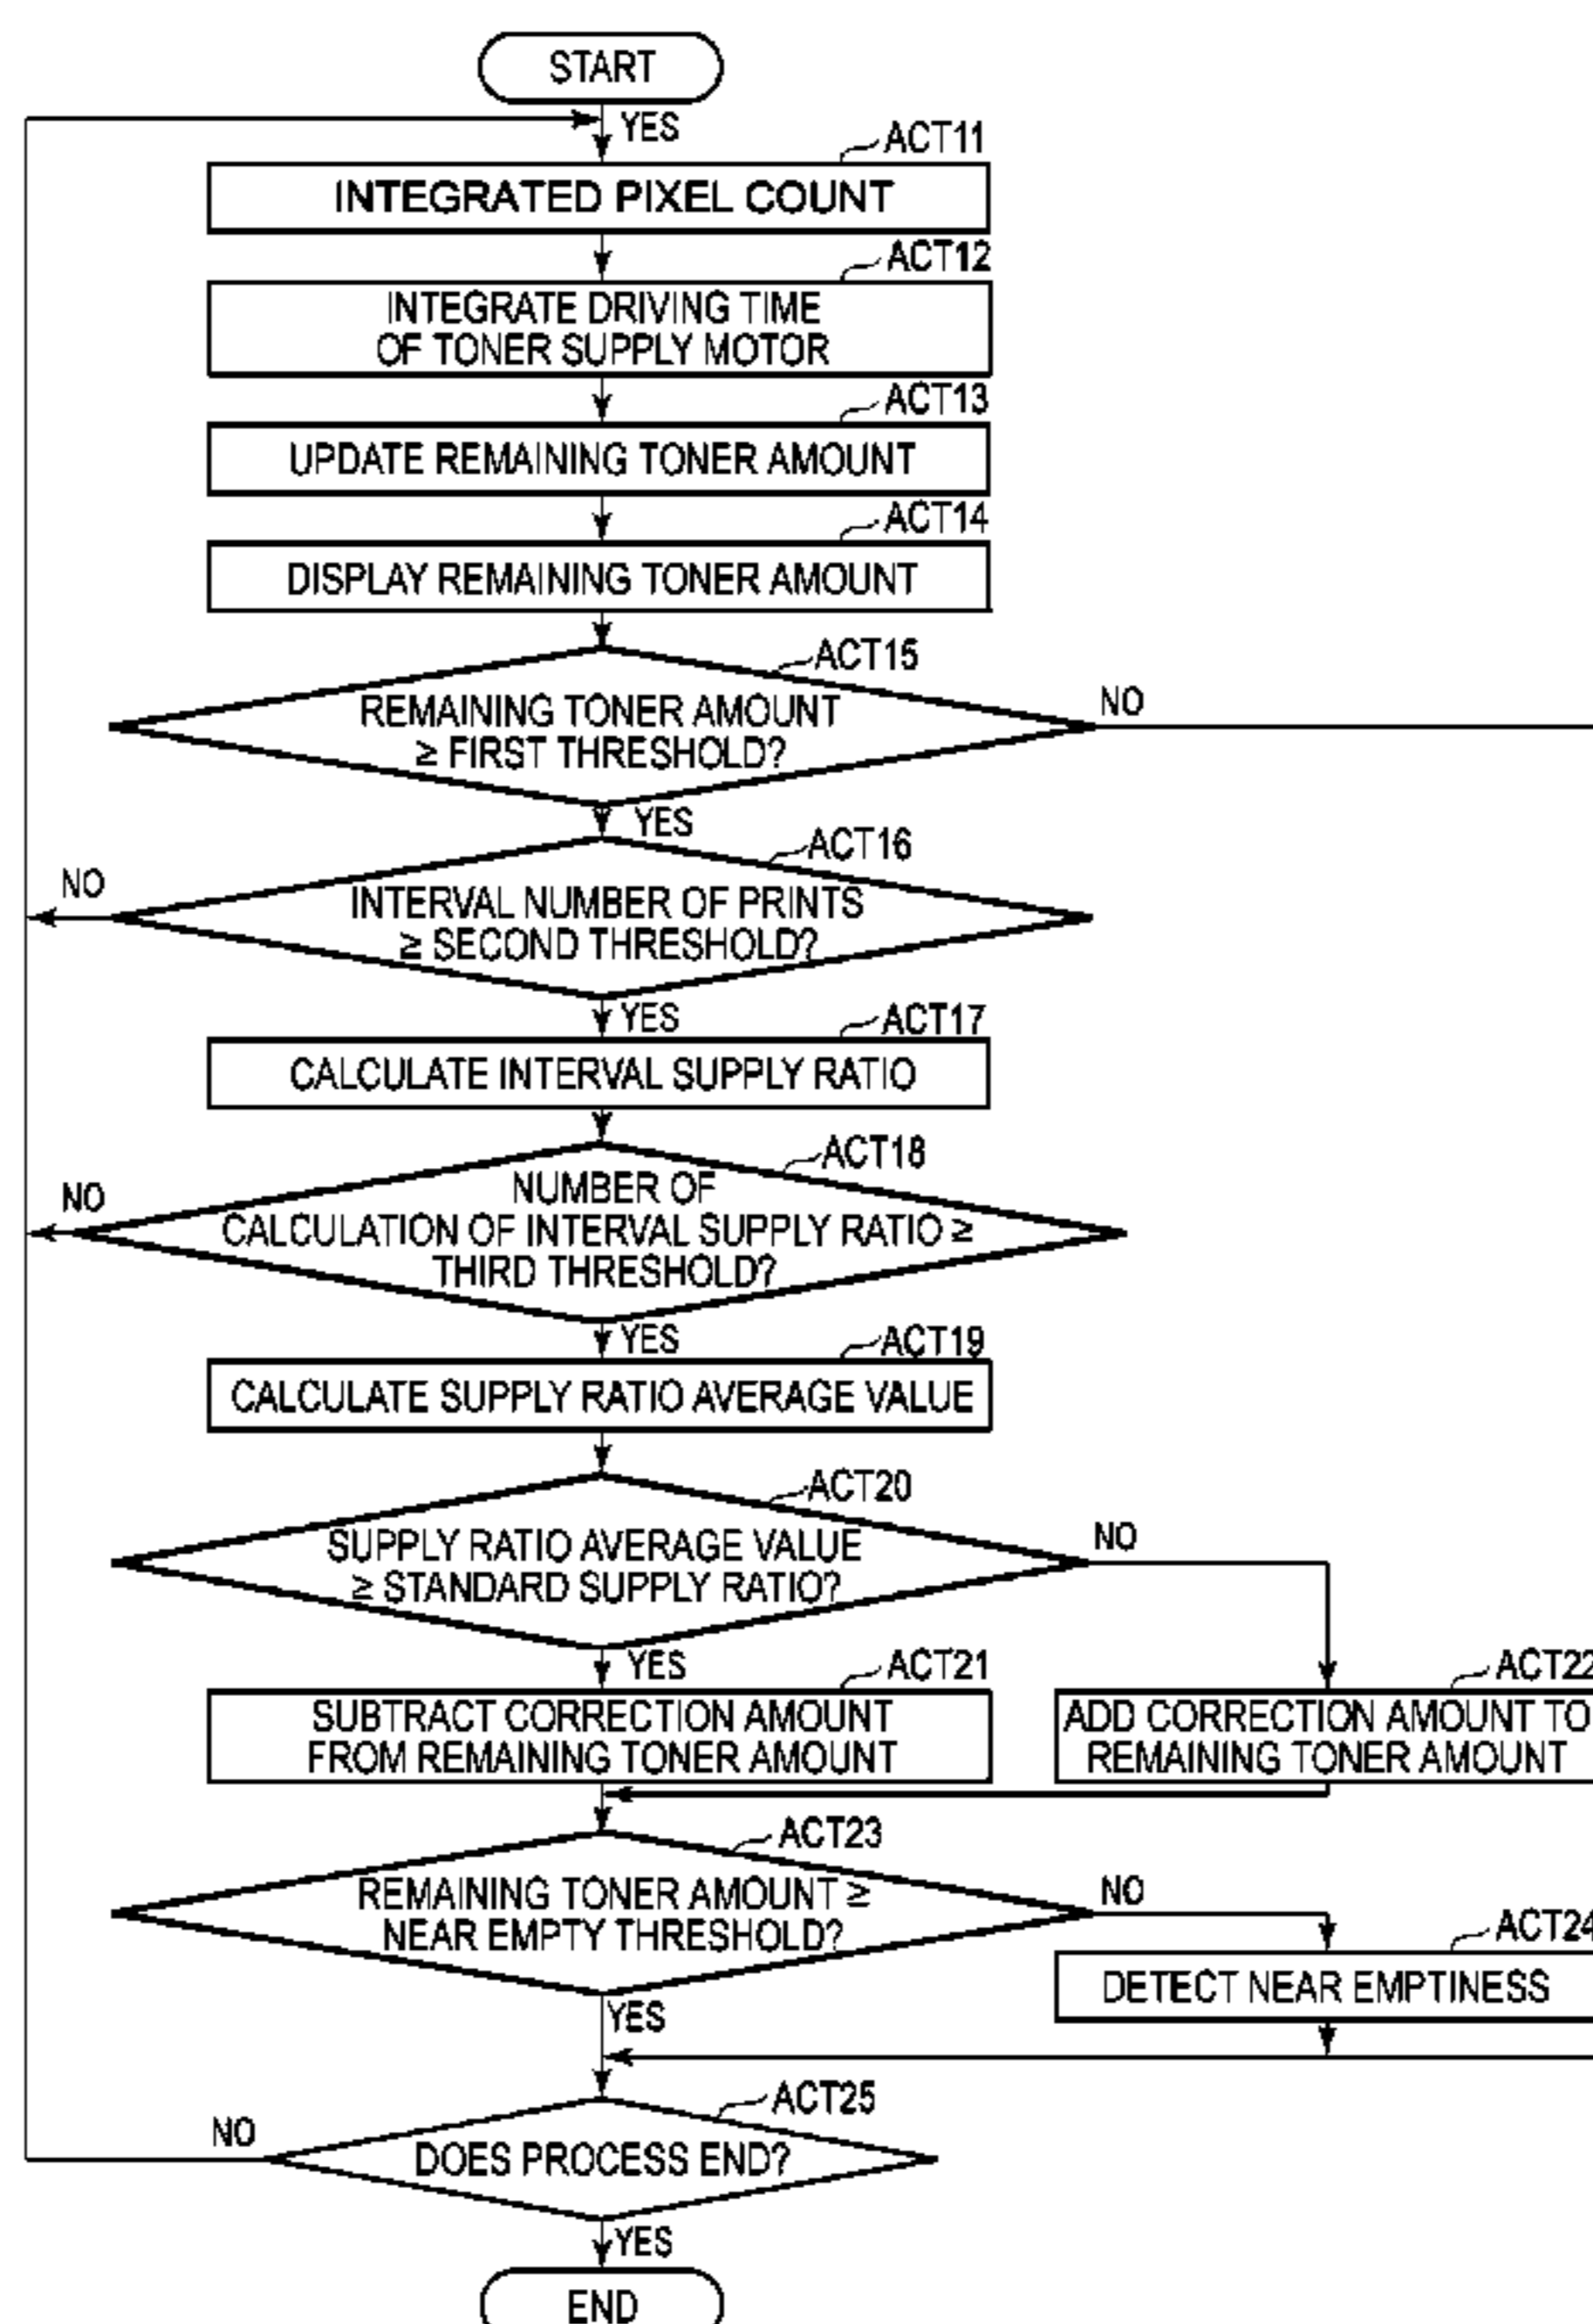 START
YES
ACT11
INTEGRATED PIXEL COUNT
ACT12
INTEGRATE DRIVING TIME
OF TONER SUPPLY MOTOR
ACT13
UPDATE REMAINING TONER AMOUNT
ACT14
DISPLAY REMAINING TONER AMOUNT
ACT15
REMAINING TONER AMOUNT
≥ FIRST THRESHOLD?
NO
YES
ACT16
NO
INTERVAL NUMBER OF PRINTS
≥ SECOND THRESHOLD?
YES
ACT17
CALCULATE INTERVAL SUPPLY RATIO
ACT18
NO
NUMBER OF
CALCULATION OF INTERVAL SUPPLY RATIO ≥
THIRD THRESHOLD?
YES
ACT19
CALCULATE SUPPLY RATIO AVERAGE VALUE
ACT20
SUPPLY RATIO AVERAGE VALUE
≥ STANDARD SUPPLY RATIO?
NO
YES
ACT21
SUBTRACT CORRECTION AMOUNT
FROM REMAINING TONER AMOUNT
ACT22
ADD CORRECTION AMOUNT TO
REMAINING TONER AMOUNT
ACT23
REMAINING TONER AMOUNT ≥
NEAR EMPTY THRESHOLD?
NO
ACT24
DETECT NEAR EMPTINESS
YES
ACT25
NO
DOES PROCESS END?
YES
END